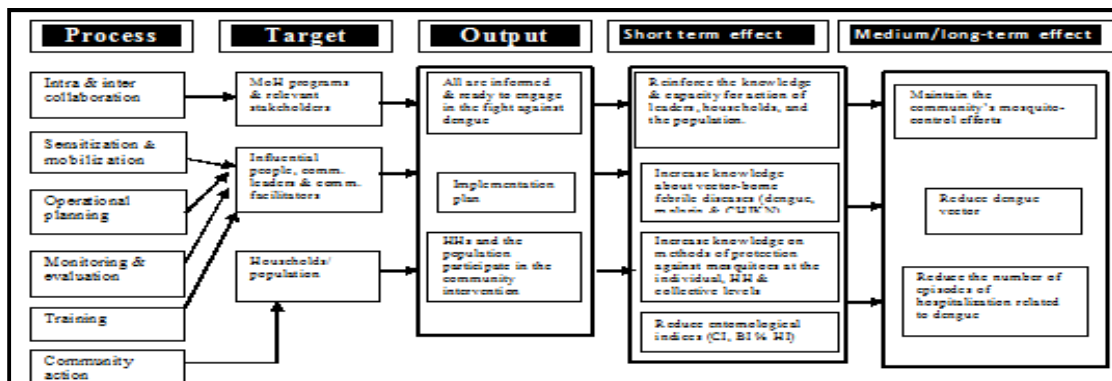 Process
Target
Output
Short term effect
Medium/long-term effect
Intra & inter
collaboration
Sensitization &
mobilization
Operational
planning
Monitoring &
evaluation
Training
Community
action
MoH programs
& relevant
stakeholders
Influential
people, comm.
leaders & comm.
facilitators
Households/
population
All are informed
& ready to engage
in the fight against
dengue
Implementation
plan
HHs and the
population
participate in the
community
intervention
Reinforce the knowledge
& capacity for action of
leaders, households, and
the population.
Increase knowledge
about vector-borne
febrile diseases (dengue,
malaria & CHIKV)
Increase knowledge on
methods of protection
against mosquitoes at the
individual, HH &
collective levels
Reduce entomological
indices (CI, BI% HI)
Maintain the
community's mosquito-
control efforts
Reduce dengue
vector
Reduce the number of
episodes of
hospitalization related
to dengue